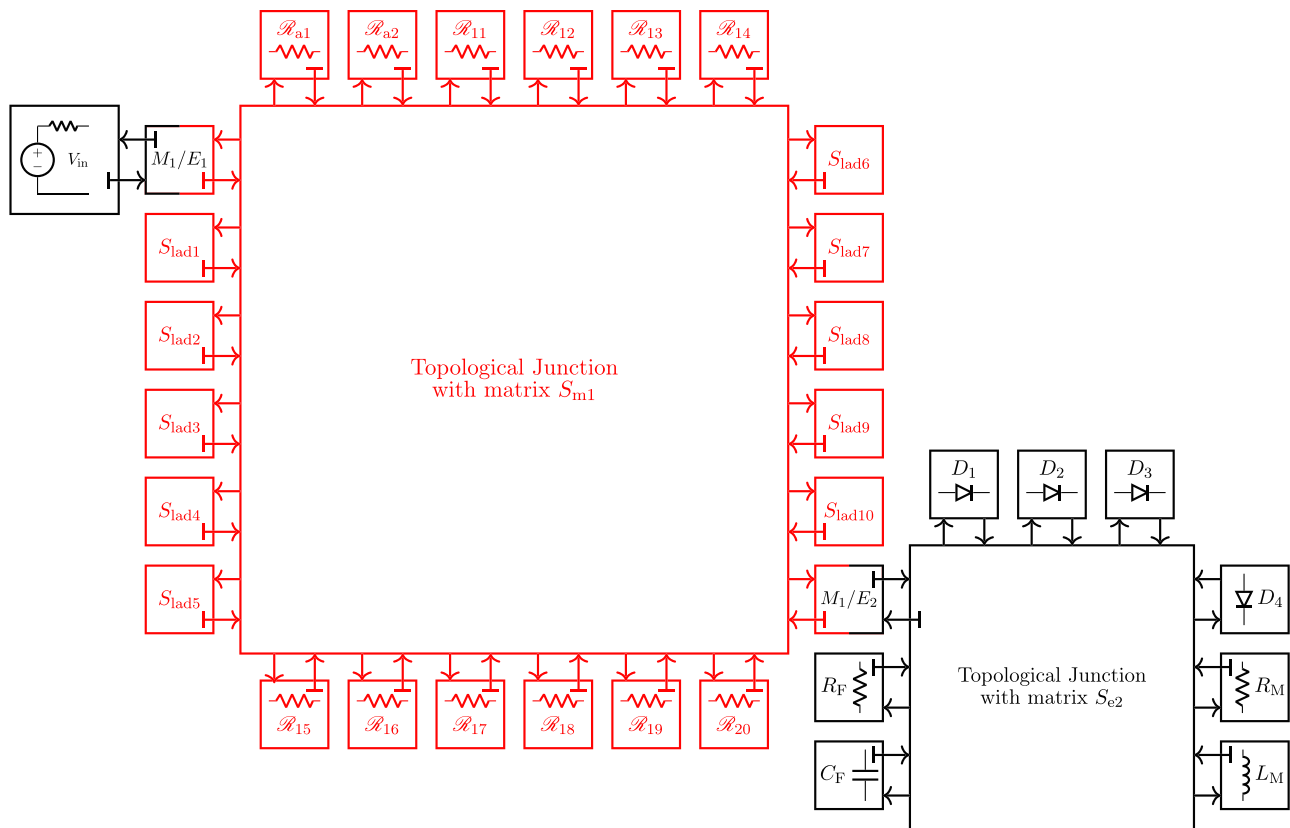 ℛa1 ℛa2 ℛ11 ℛ12 ℛ13 ℛ14
+
−
Vin
M1/E1
Slad1
Slad2
Slad3
Slad4
Slad5
Topological Junction
with matrix Sm1
Slad6
Slad7
Slad8
Slad9
Slad10
M1/E2
ℛ15 ℛ16 ℛ17 ℛ18 ℛ19 ℛ20
D1 D2 D3
D4
RF
CF
Topological Junction
with matrix Se2
RM
LM